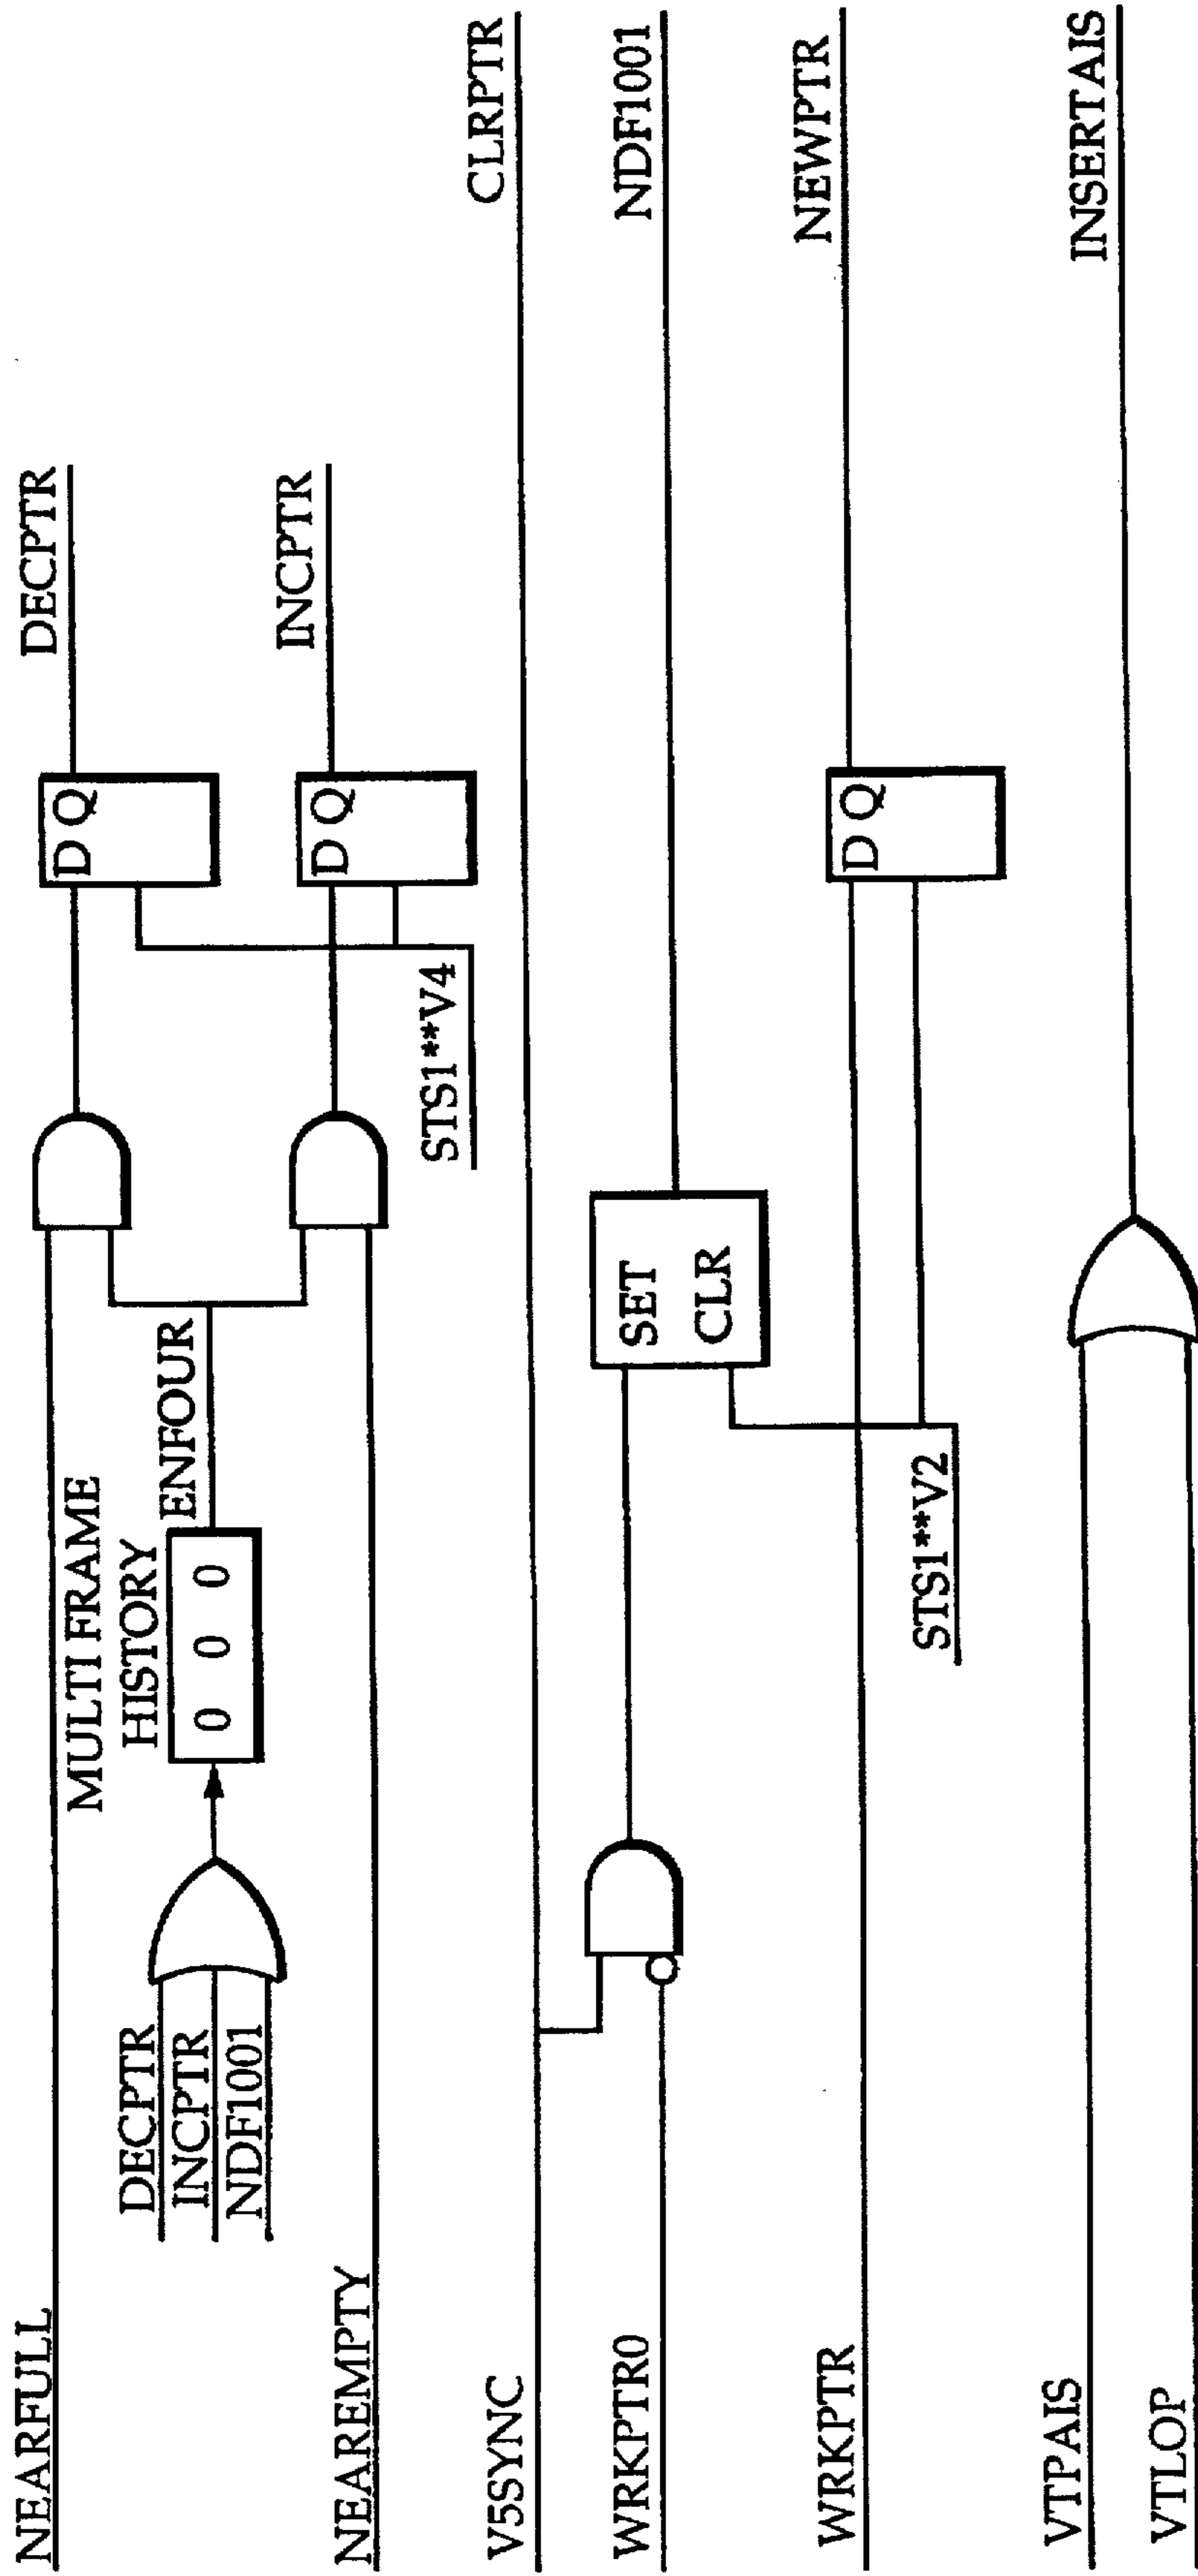 NEARFULL
MULTI FRAME
HISTORY
0 0 0
ENFOUR
DECPTR
INCPTR
NDF1001
NEAREMPTY
D Q
DECPTR
D Q
INCPTR
STS1**V4
V5SYNC
CLRPTR
WRKPTR0
SET
CLR
NDF1001
WRKPTR
STS1**V2
D Q
NEWPTR
VTPAIS
VTLOP
INSERTAIS